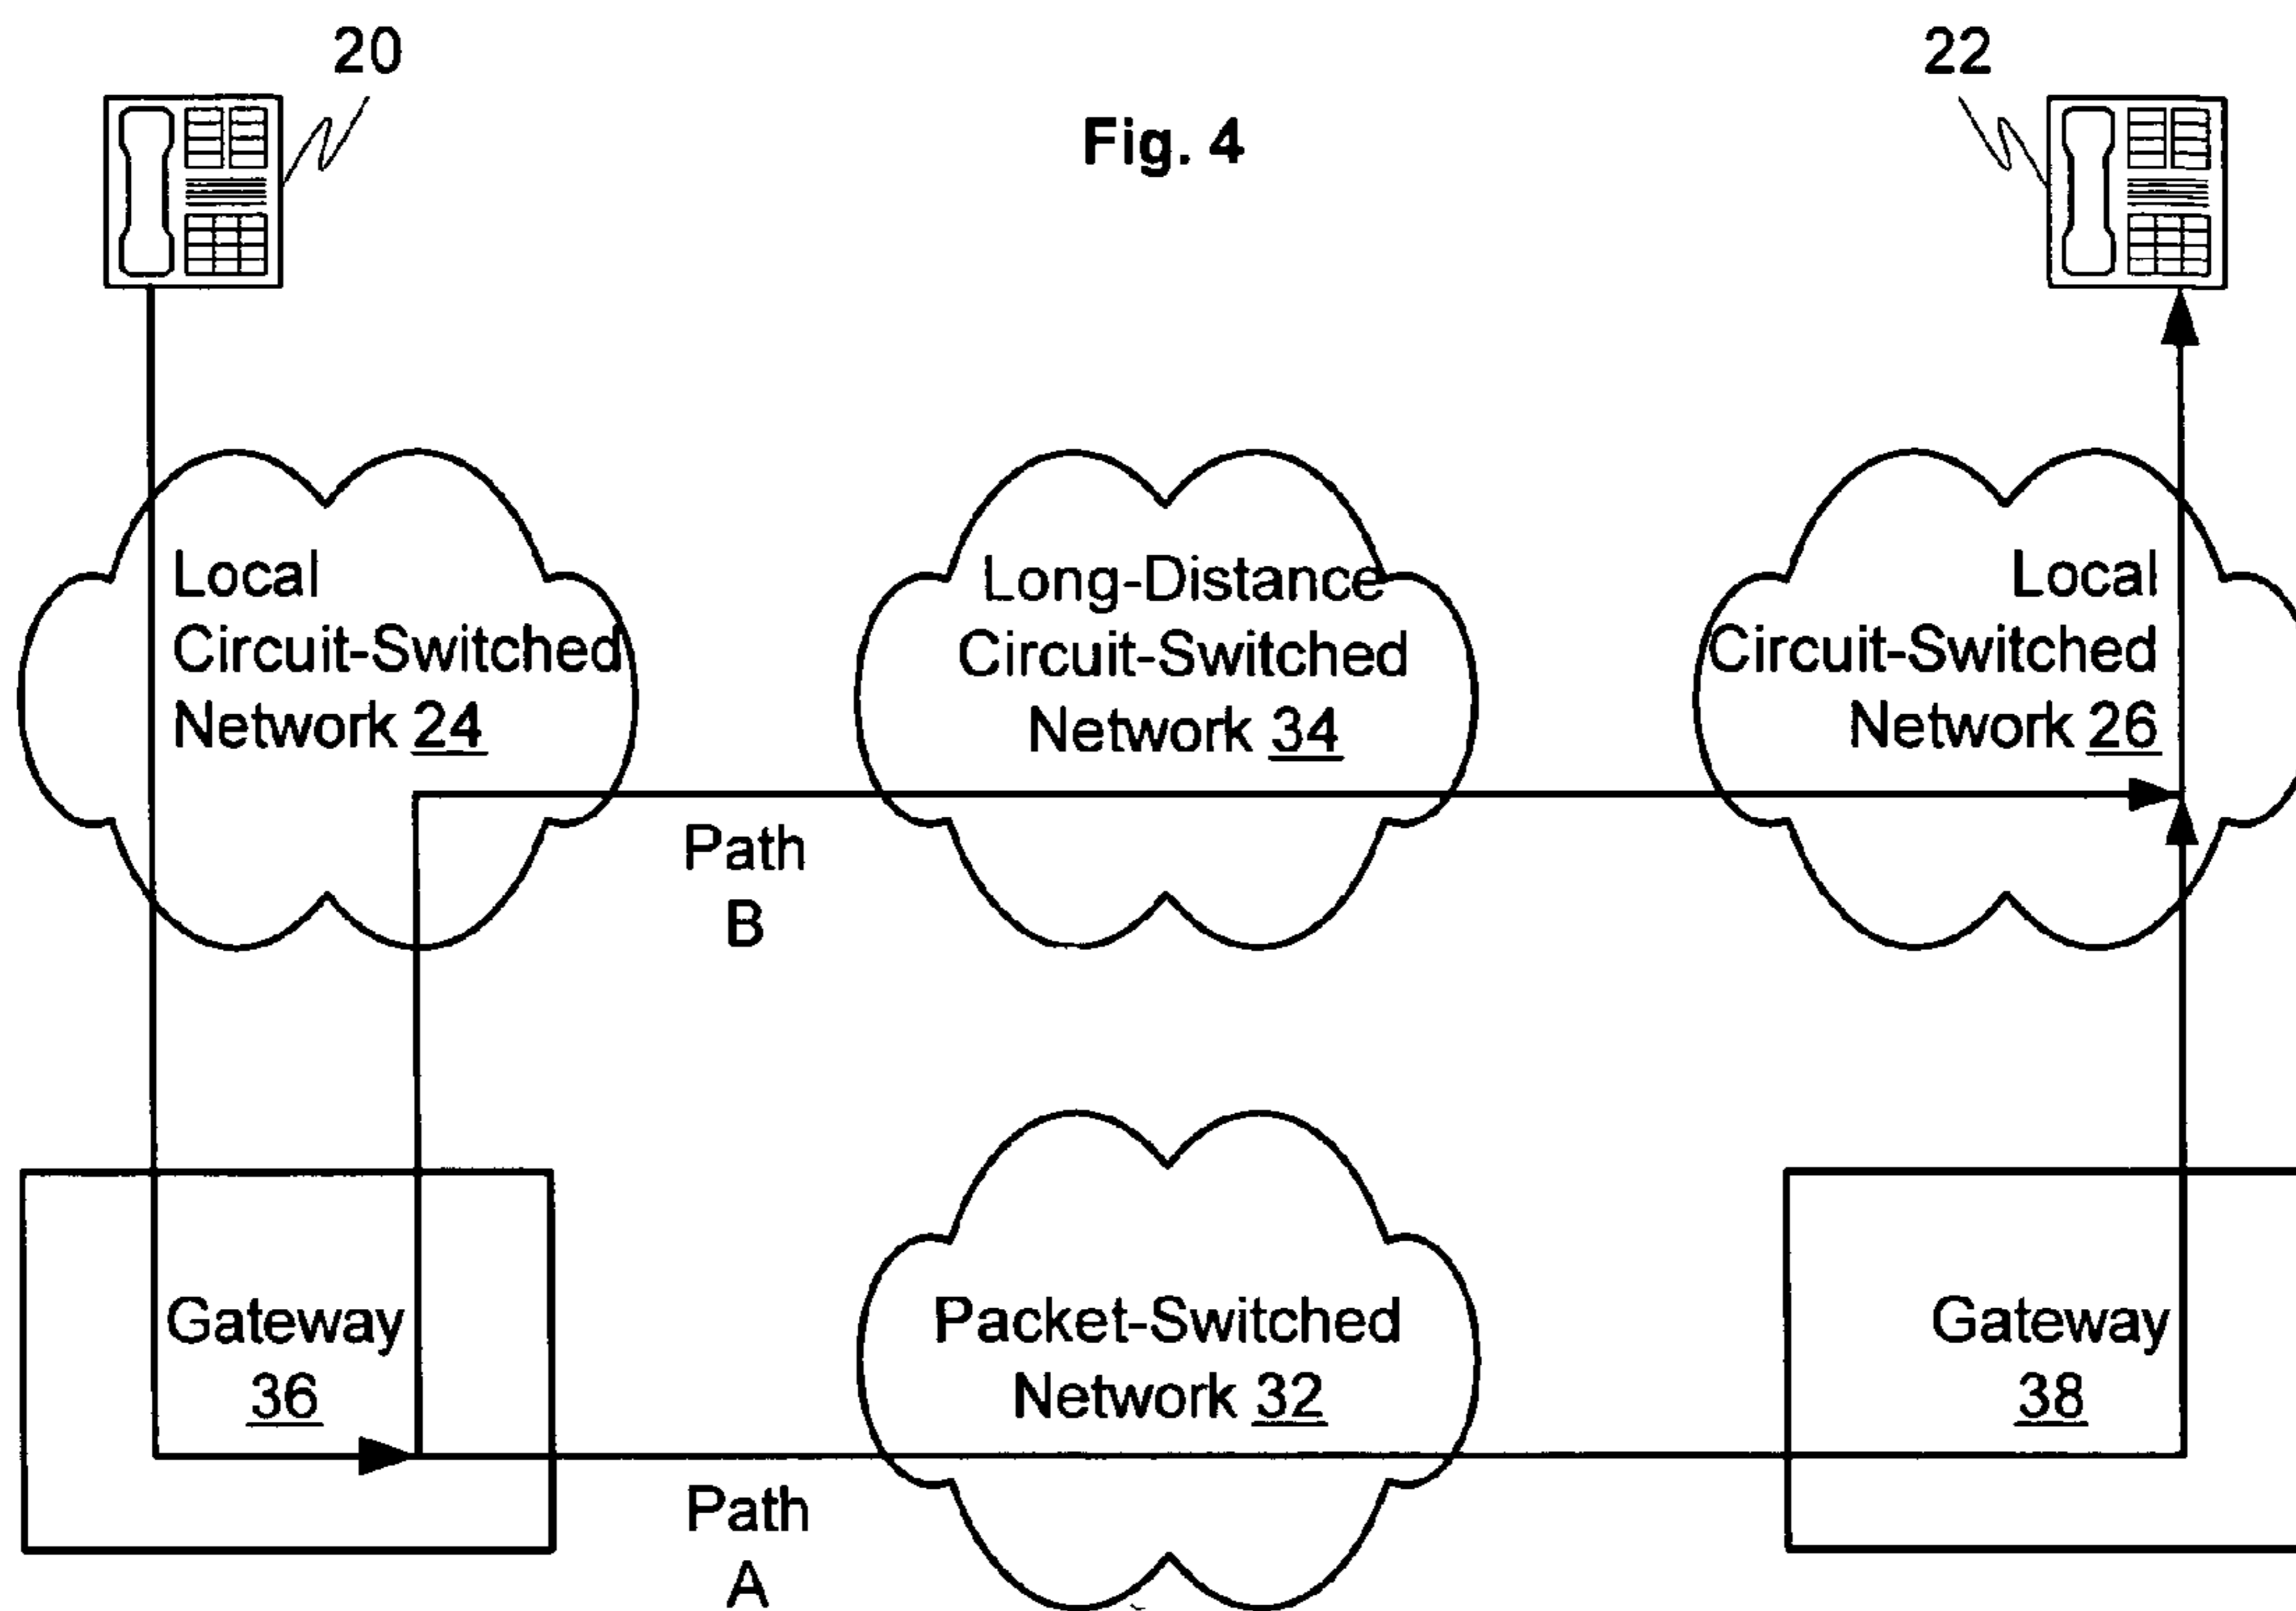 20
22
Fig. 4
Local
Circuit-Switched
Network 24
Long-Distance
Circuit-Switched
Network 34
Local
Circuit-Switched
Network 26
Path
B
Gateway
36
Packet-Switched
Network 32
Gateway
38
Path
A